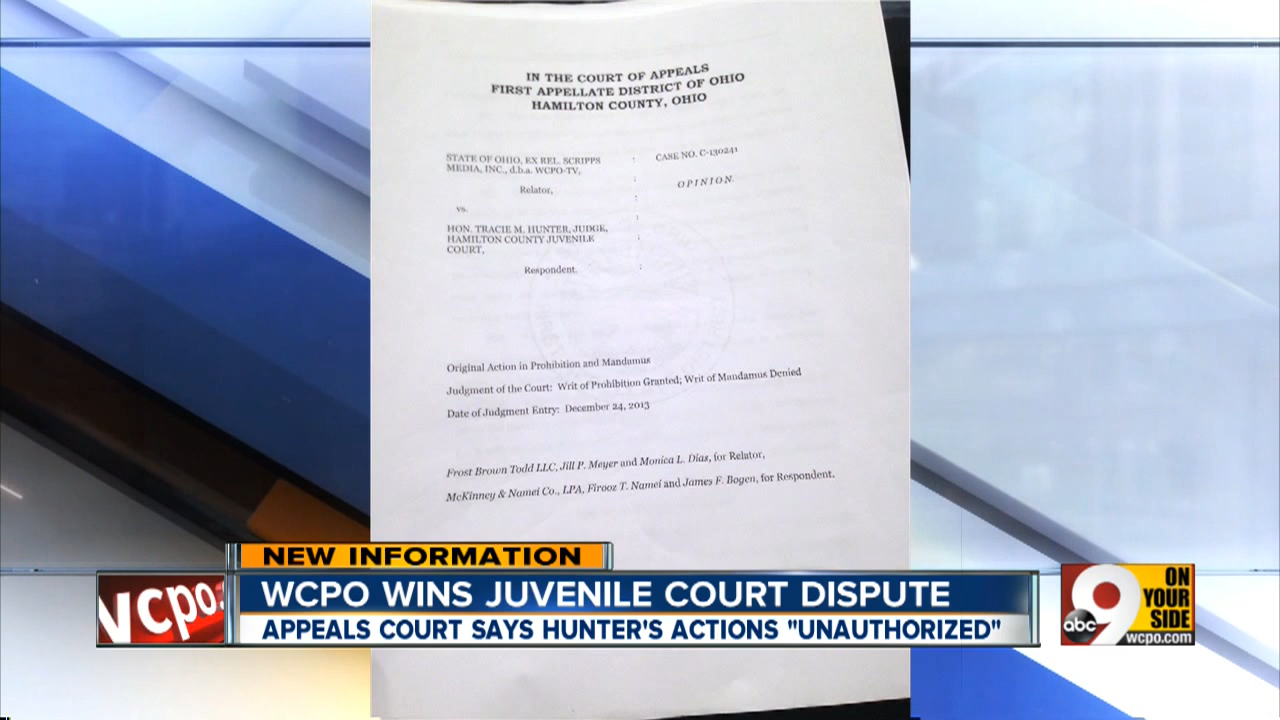 IN THE COURT OF APPEALS
FIRST APPELLATE DISTRICT OF OHIO
HAMILTON COUNTY, OHIO
STATE OF OHIO, EX REL. SCRIPPS
MEDIA, INC., d.b.a. WCPO-TV,
Relator,
vs.
HON. TRACIE M. HUNTER, JUDGE,
HAMILTON COUNTY JUVENILE
COURT,
Respondent.
:
:
:
:
:
:
CASE NO. C-130241
OPINION.
Original Action in Prohibition and Mandamus
Judgment of the Court: Writ of Prohibition Granted; Writ of Mandamus Denied
Date of Judgment Entry: December 24, 2013
Frost Brown Todd LLC, Jill P. Meyer and Monica L. Dias, for Relator,
McKinney & Namei Co., LPA, Firooz T. Namei and James F. Bogen, for Respondent.
NEW INFORMATION
WCPO WINS JUVENILE COURT DISPUTE
APPEALS COURT SAYS HUNTER'S ACTIONS "UNAUTHORIZED"
wcpo.
abc 9
ON
YOUR
SIDE
wcpo.com